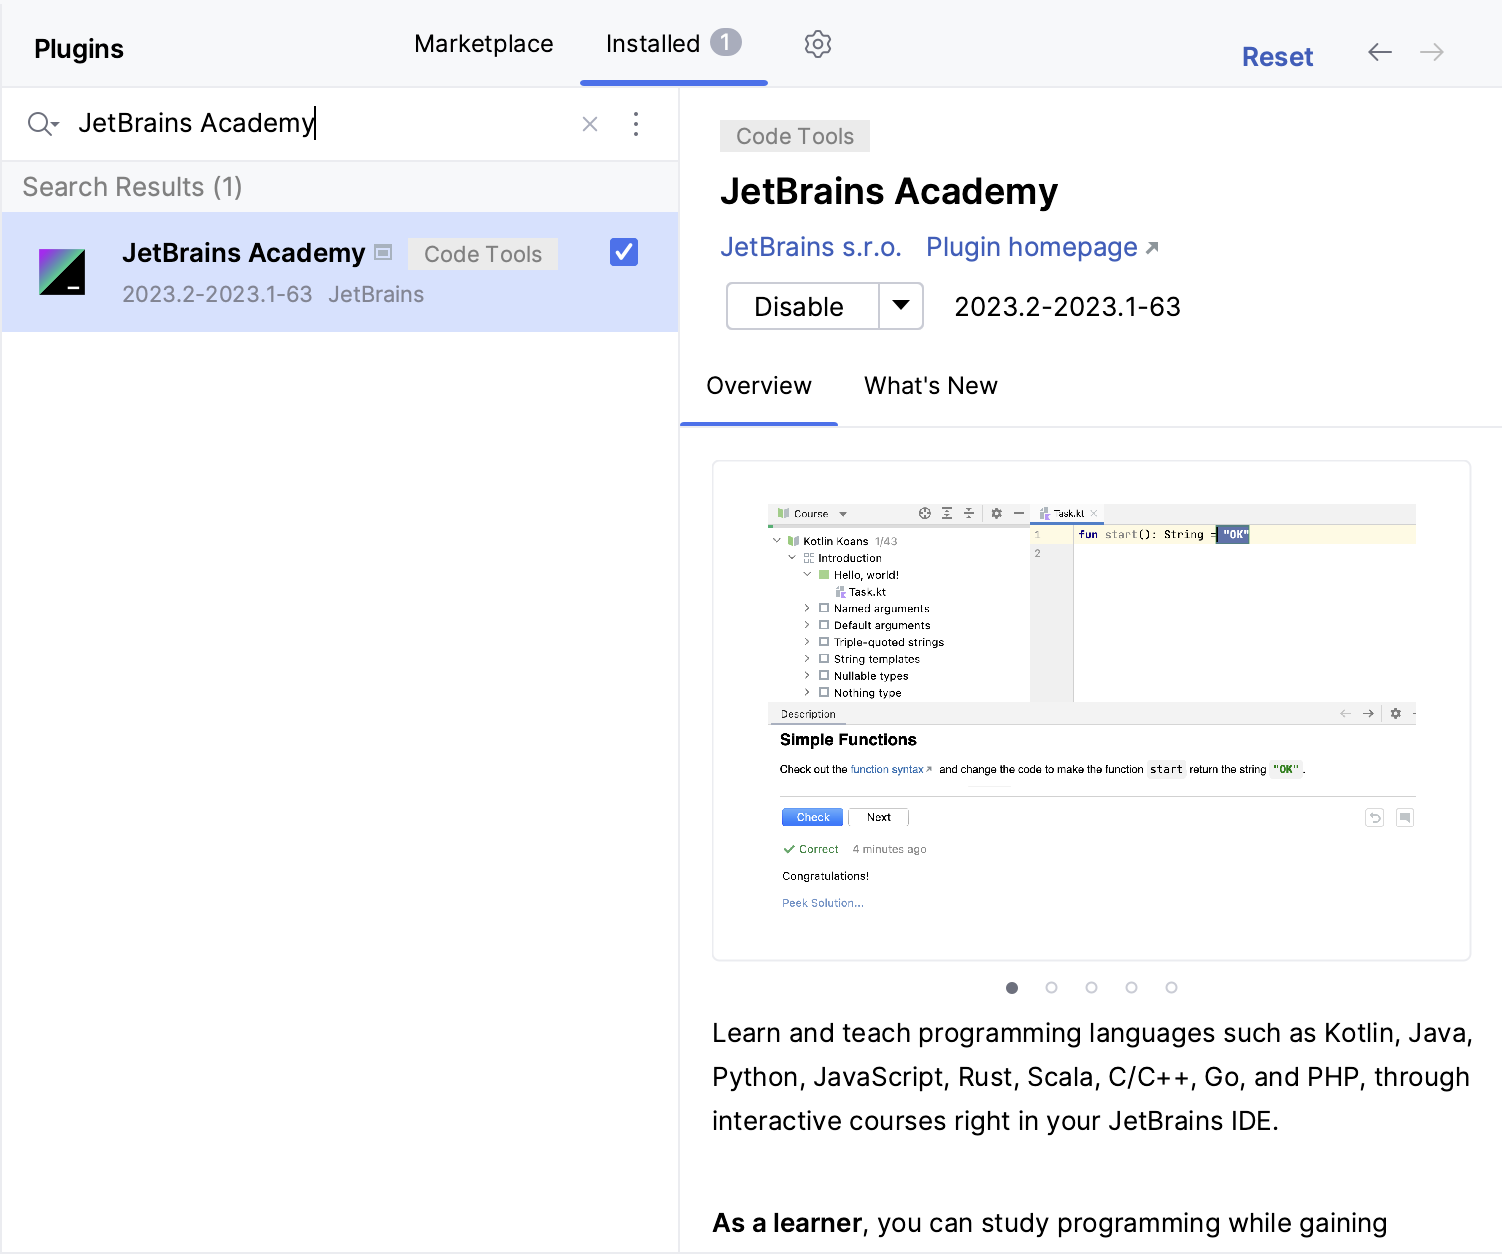 Plugins
Marketplace
Installed 1
Reset
JetBrains Academy
Search Results (1)
JetBrains Academy Code Tools
2023.2-2023.1-63 JetBrains
Code Tools
JetBrains Academy
JetBrains s.r.o. Plugin homepage
Disable 2023.2-2023.1-63
Overview What's New
Course
Kotlin Koans 1/43
Introduction
Hello, world!
Task.kt
Named arguments
Default arguments
Triple-quoted strings
String templates
Nullable types
Nothing type
Task.kt
1 fun start(): String = "OK"
2
Description
Simple Functions
Check out the function syntax and change the code to make the function start return the string "OK".
Check Next
Correct 4 minutes ago
Congratulations!
Peek Solution...
Learn and teach programming languages such as Kotlin, Java,
Python, JavaScript, Rust, Scala, C/C++, Go, and PHP, through
interactive courses right in your JetBrains IDE.
As a learner, you can study programming while gaining